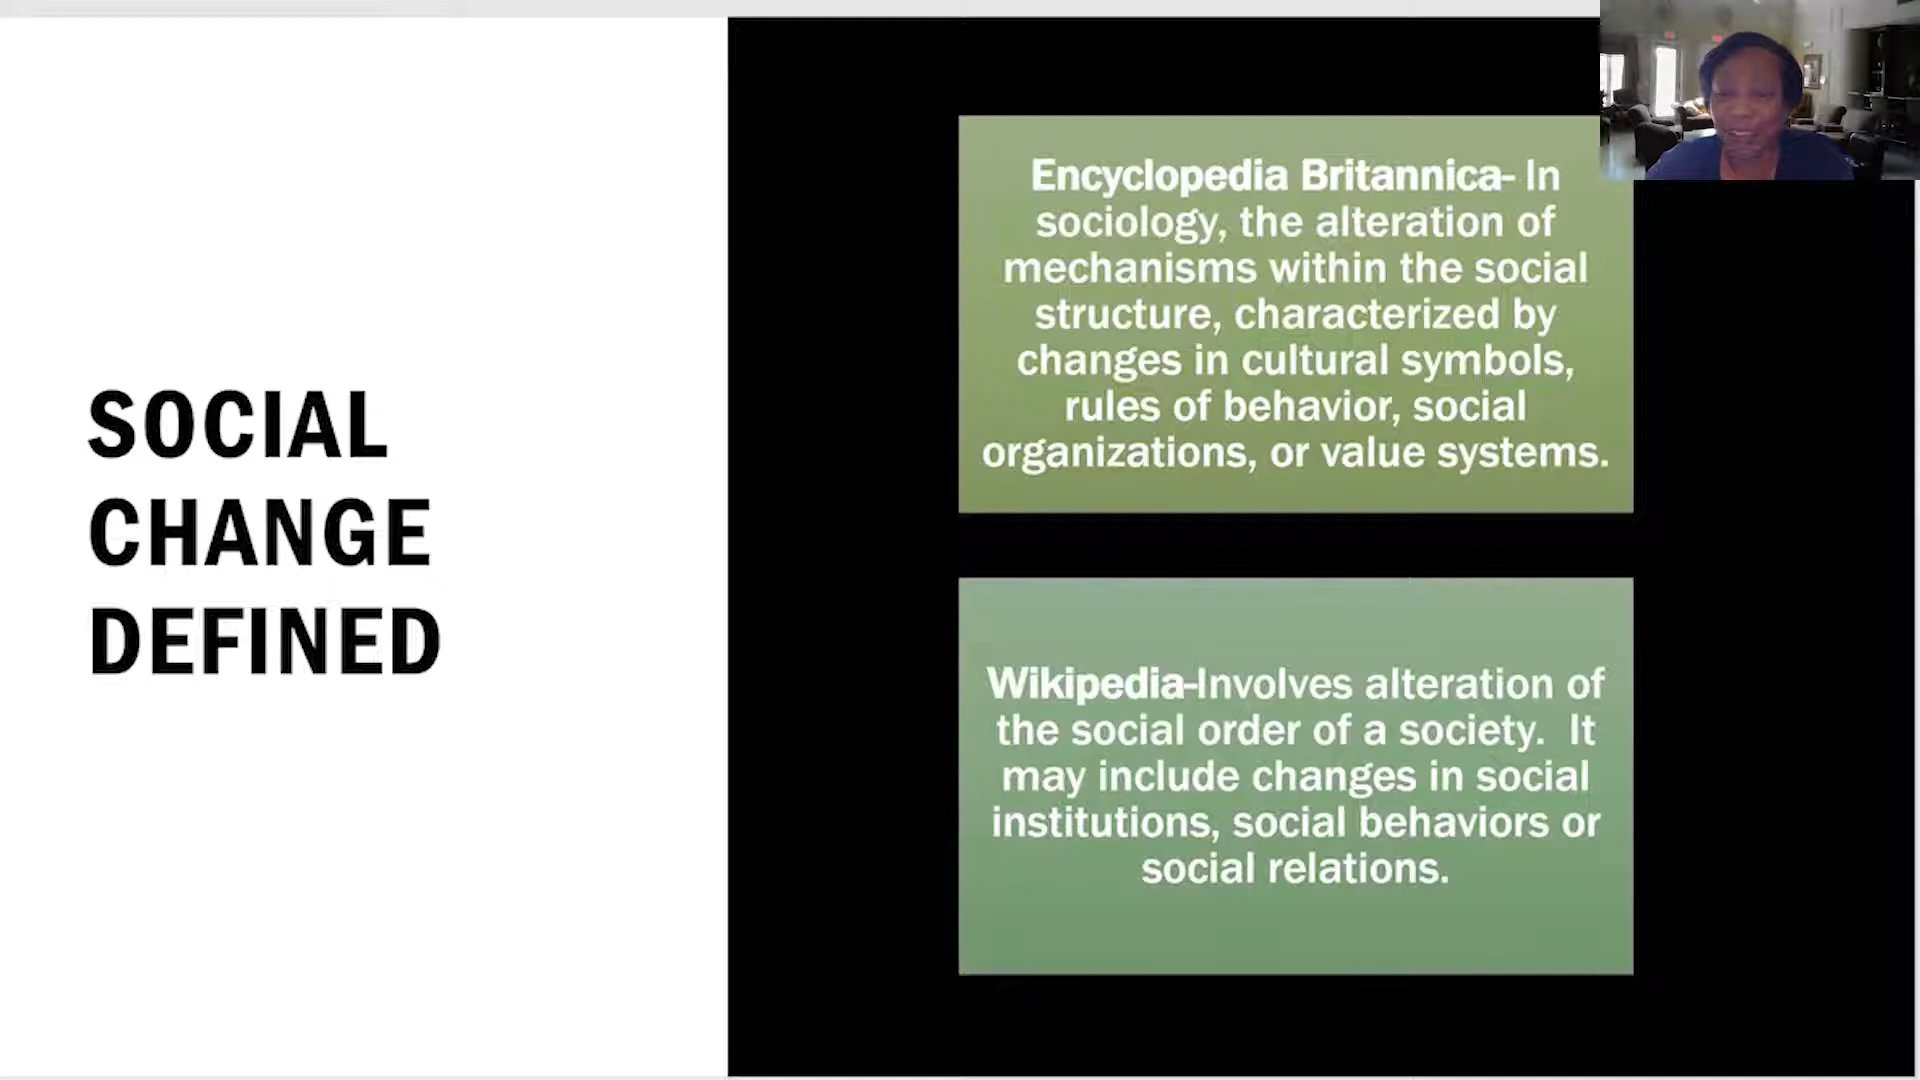 SOCIAL
CHANGE
DEFINED
Encyclopedia Britannica- In
sociology, the alteration of
mechanisms within the social
structure, characterized by
changes in cultural symbols,
rules of behavior, social
organizations, or value systems.
Wikipedia-Involves alteration of
the social order of a society.  It
may include changes in social
institutions, social behaviors or
social relations.